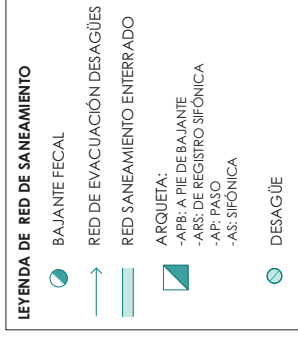 LEYENDA DE RED DE SANEAMIENTO
BAJANTE FECAL
RED DE EVACUACIÓN DESAGÜES
RED SANEAMIENTO ENTERRADO
ARQUETA:
-APB: A PIE DE BAJANTE
-ARS: DE REGISTRO SIFÓNICA
-AP: PASO
-AS: SIFÓNICA
DESAGÜE